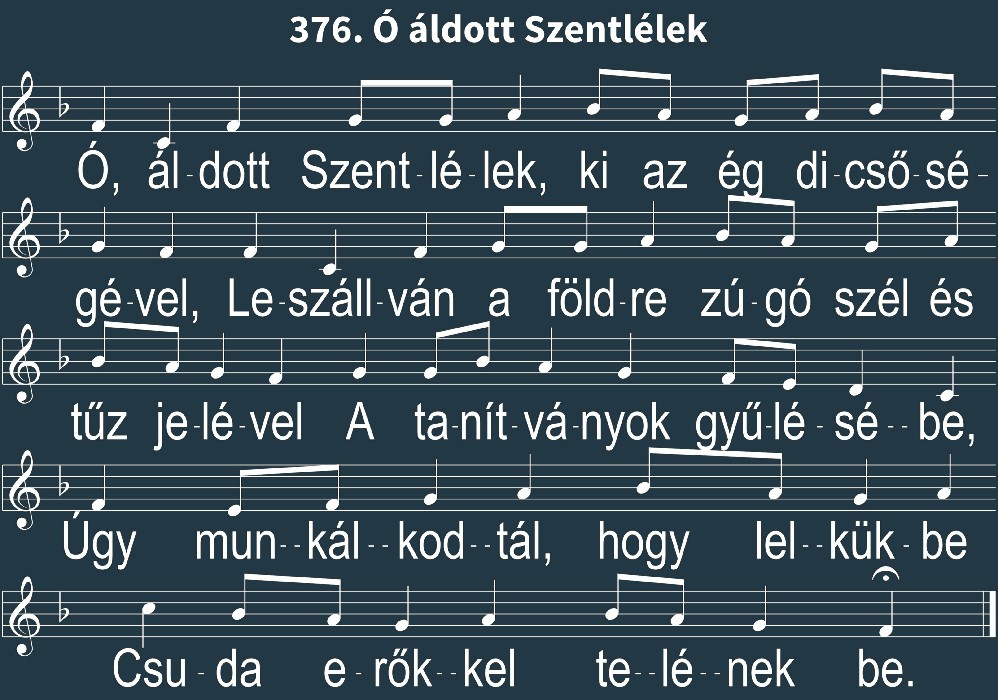 376. Ó áldott Szentlélek
Ó, ál-dott Szent-lé-lek, ki az ég di-cső-sé-
gé-vel, Le-száll-ván a föld-re zú-gó szél és
tűz je-lé-vel A ta-nít-vá-nyok gyű-lé-sé--be,
Úgy mun--kál--kod--tál, hogy lel--kük-be
Csu-da e-rők--kel te--lé--nek be.